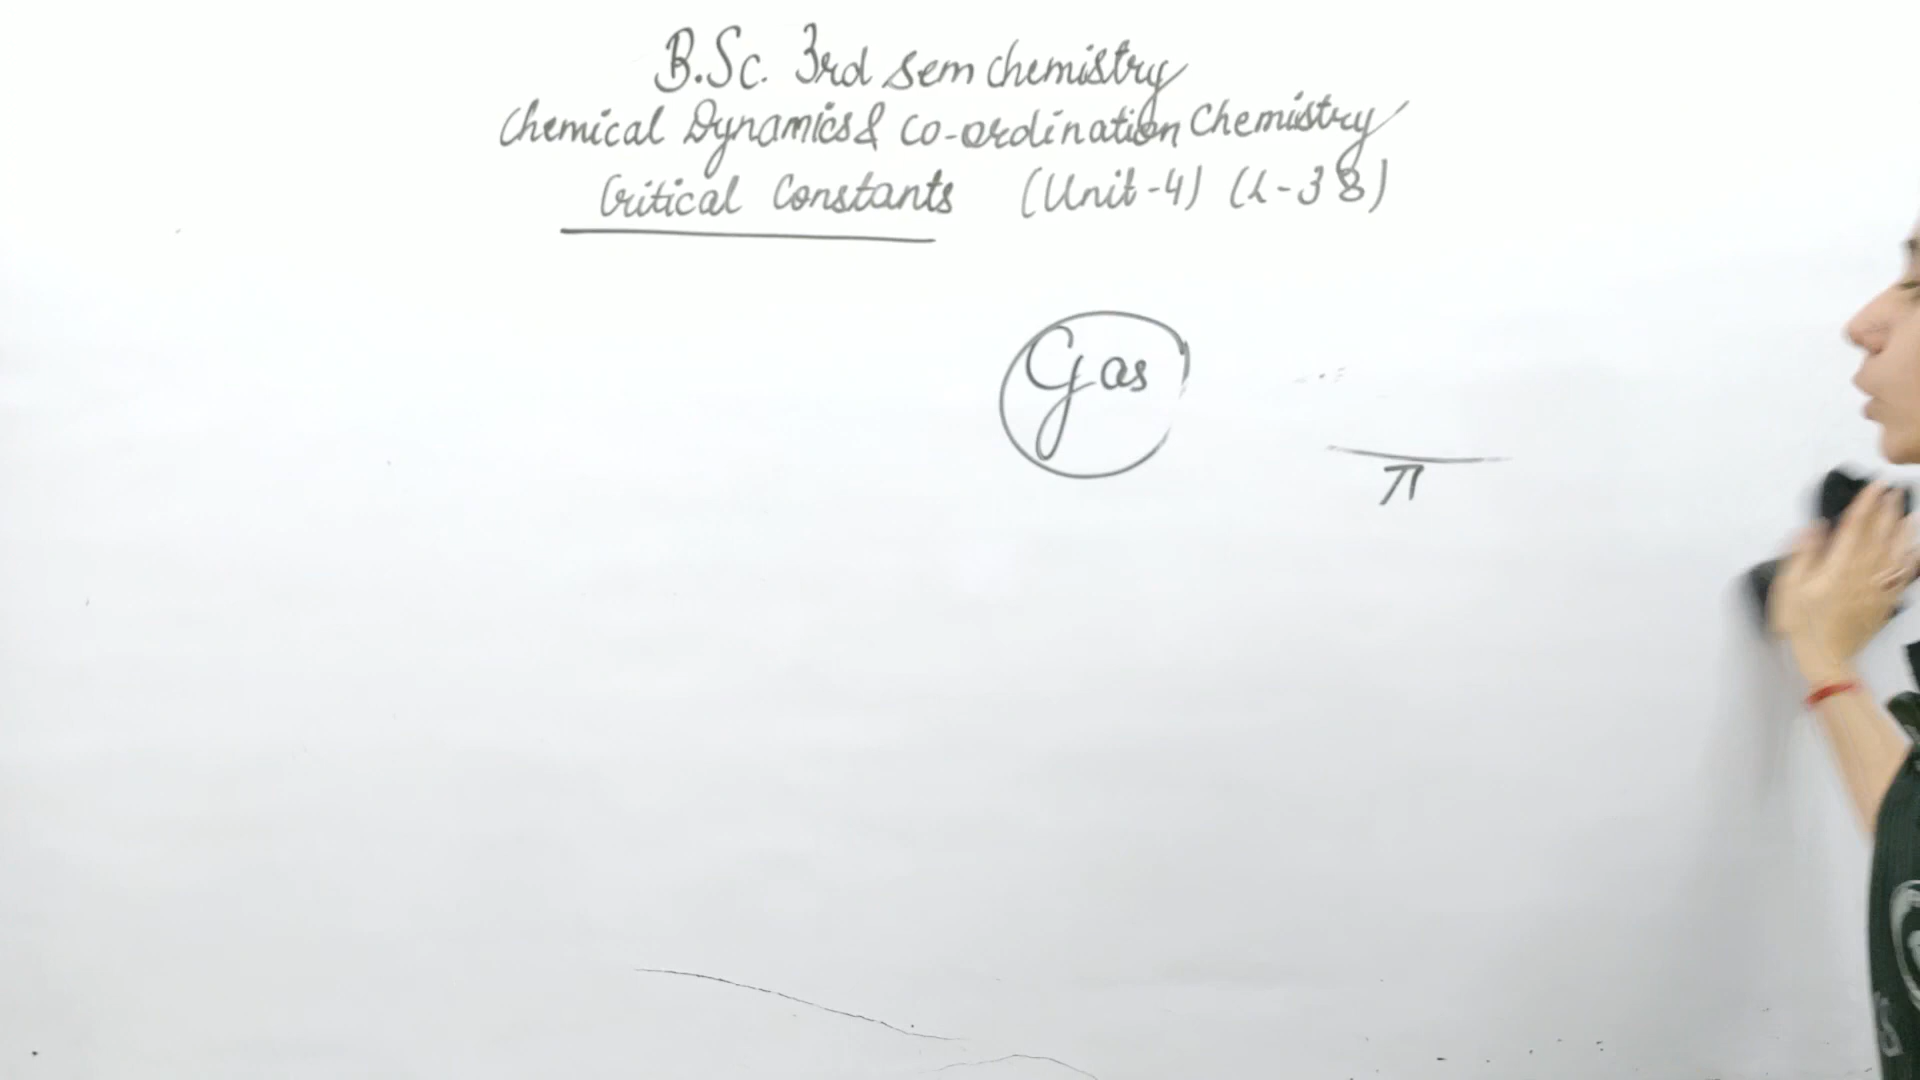 B.Sc. 3rd sem chemistry
Chemical Dynamics & Co-ordination Chemistry
Critical Constants (Unit-4) (L-38)
Gas